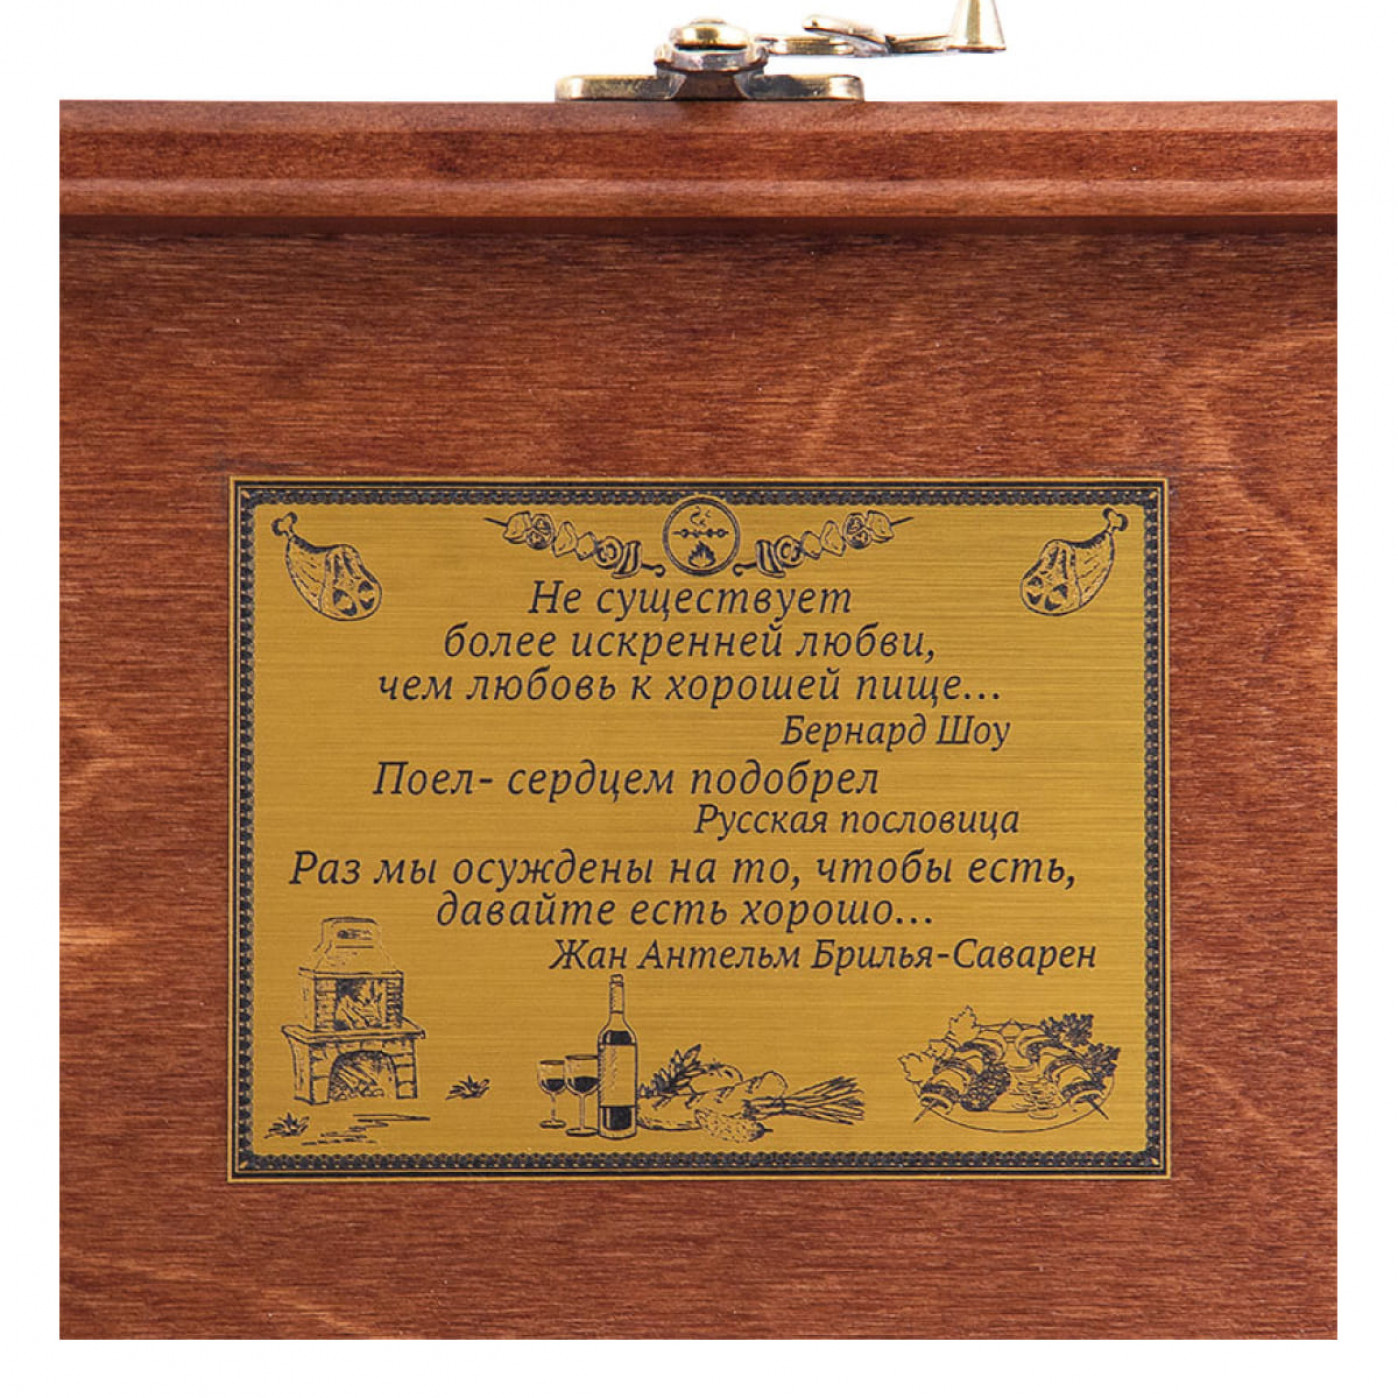 Не существует
более искренней любви,
чем любовь к хорошей пище...
Бернард Шоу
Поел- сердцем подобрел
Русская пословица
Раз мы осуждены на то, чтобы есть,
давайте есть хорошо...
Жан Антельм Брилья-Саварен